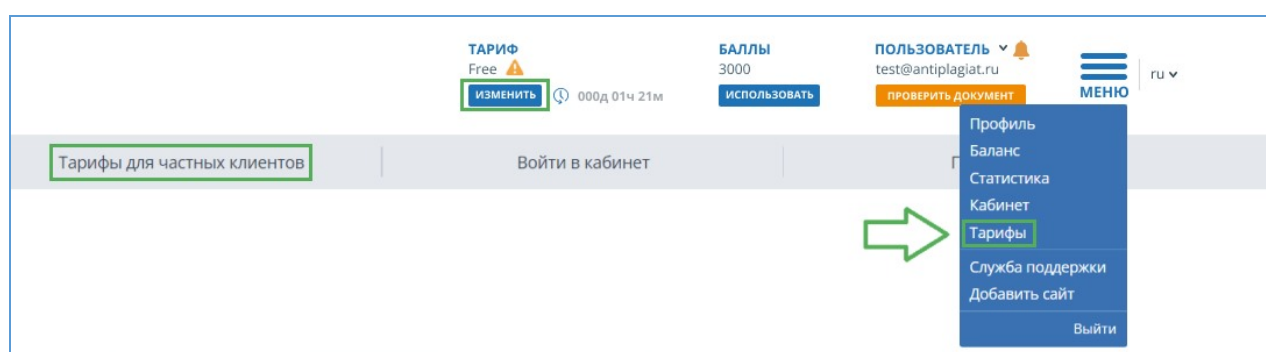 ТАРИФ
Free
ИЗМЕНИТЬ 000д 01ч 21м
БАЛЛЫ
3000
ИСПОЛЬЗОВАТЬ
ПОЛЬЗОВАТЕЛЬ
test@antiplagiat.ru
ПРОВЕРИТЬ ДОКУМЕНТ
МЕНЮ
ru
Тарифы для частных клиентов
Войти в кабинет
Профиль
Баланс
Статистика
Кабинет
Тарифы
Служба поддержки
Добавить сайт
Выйти